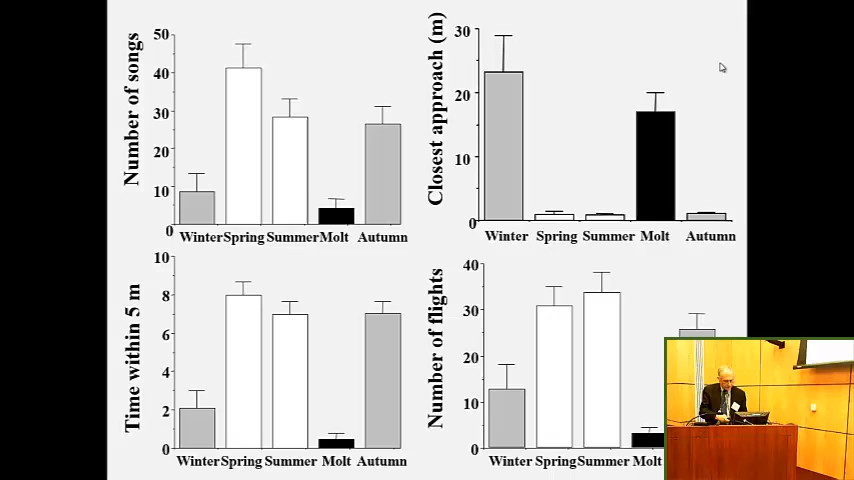 Number of songs
50
40
30
20
10
0
Winter Spring Summer Molt Autumn
Closest approach (m)
30
20
10
0
Winter Spring Summer Molt Autumn
Time within 5 m
10
8
6
4
2
0
Winter Spring Summer Molt Autumn
Number of flights
40
30
20
10
0
Winter Spring Summer Molt